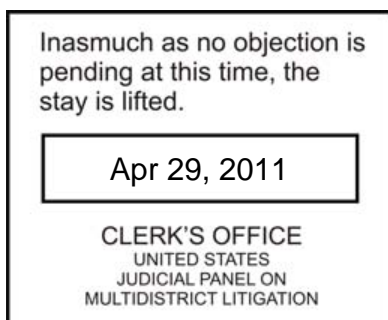 Inasmuch as no objection is
pending at this time, the
stay is lifted.
Apr 29, 2011
CLERK'S OFFICE
UNITED STATES
JUDICIAL PANEL ON
MULTIDISTRICT LITIGATION